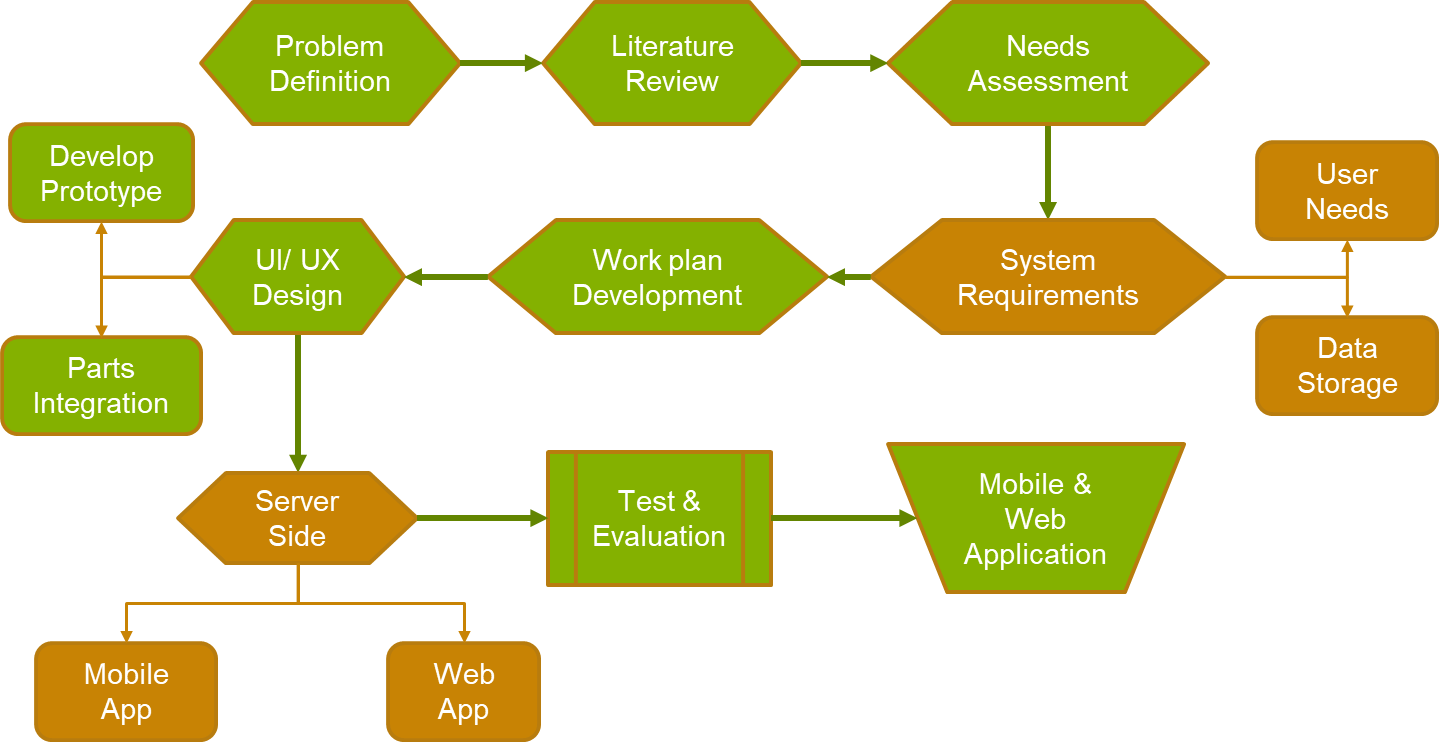 Problem
Definition
Literature
Review
Needs
Assessment
Develop
Prototype
User
Needs
UI/ UX
Design
Work plan
Development
System
Requirements
Parts
Integration
Data
Storage
Server
Side
Test &
Evaluation
Mobile &
Web
Application
Mobile
App
Web
App